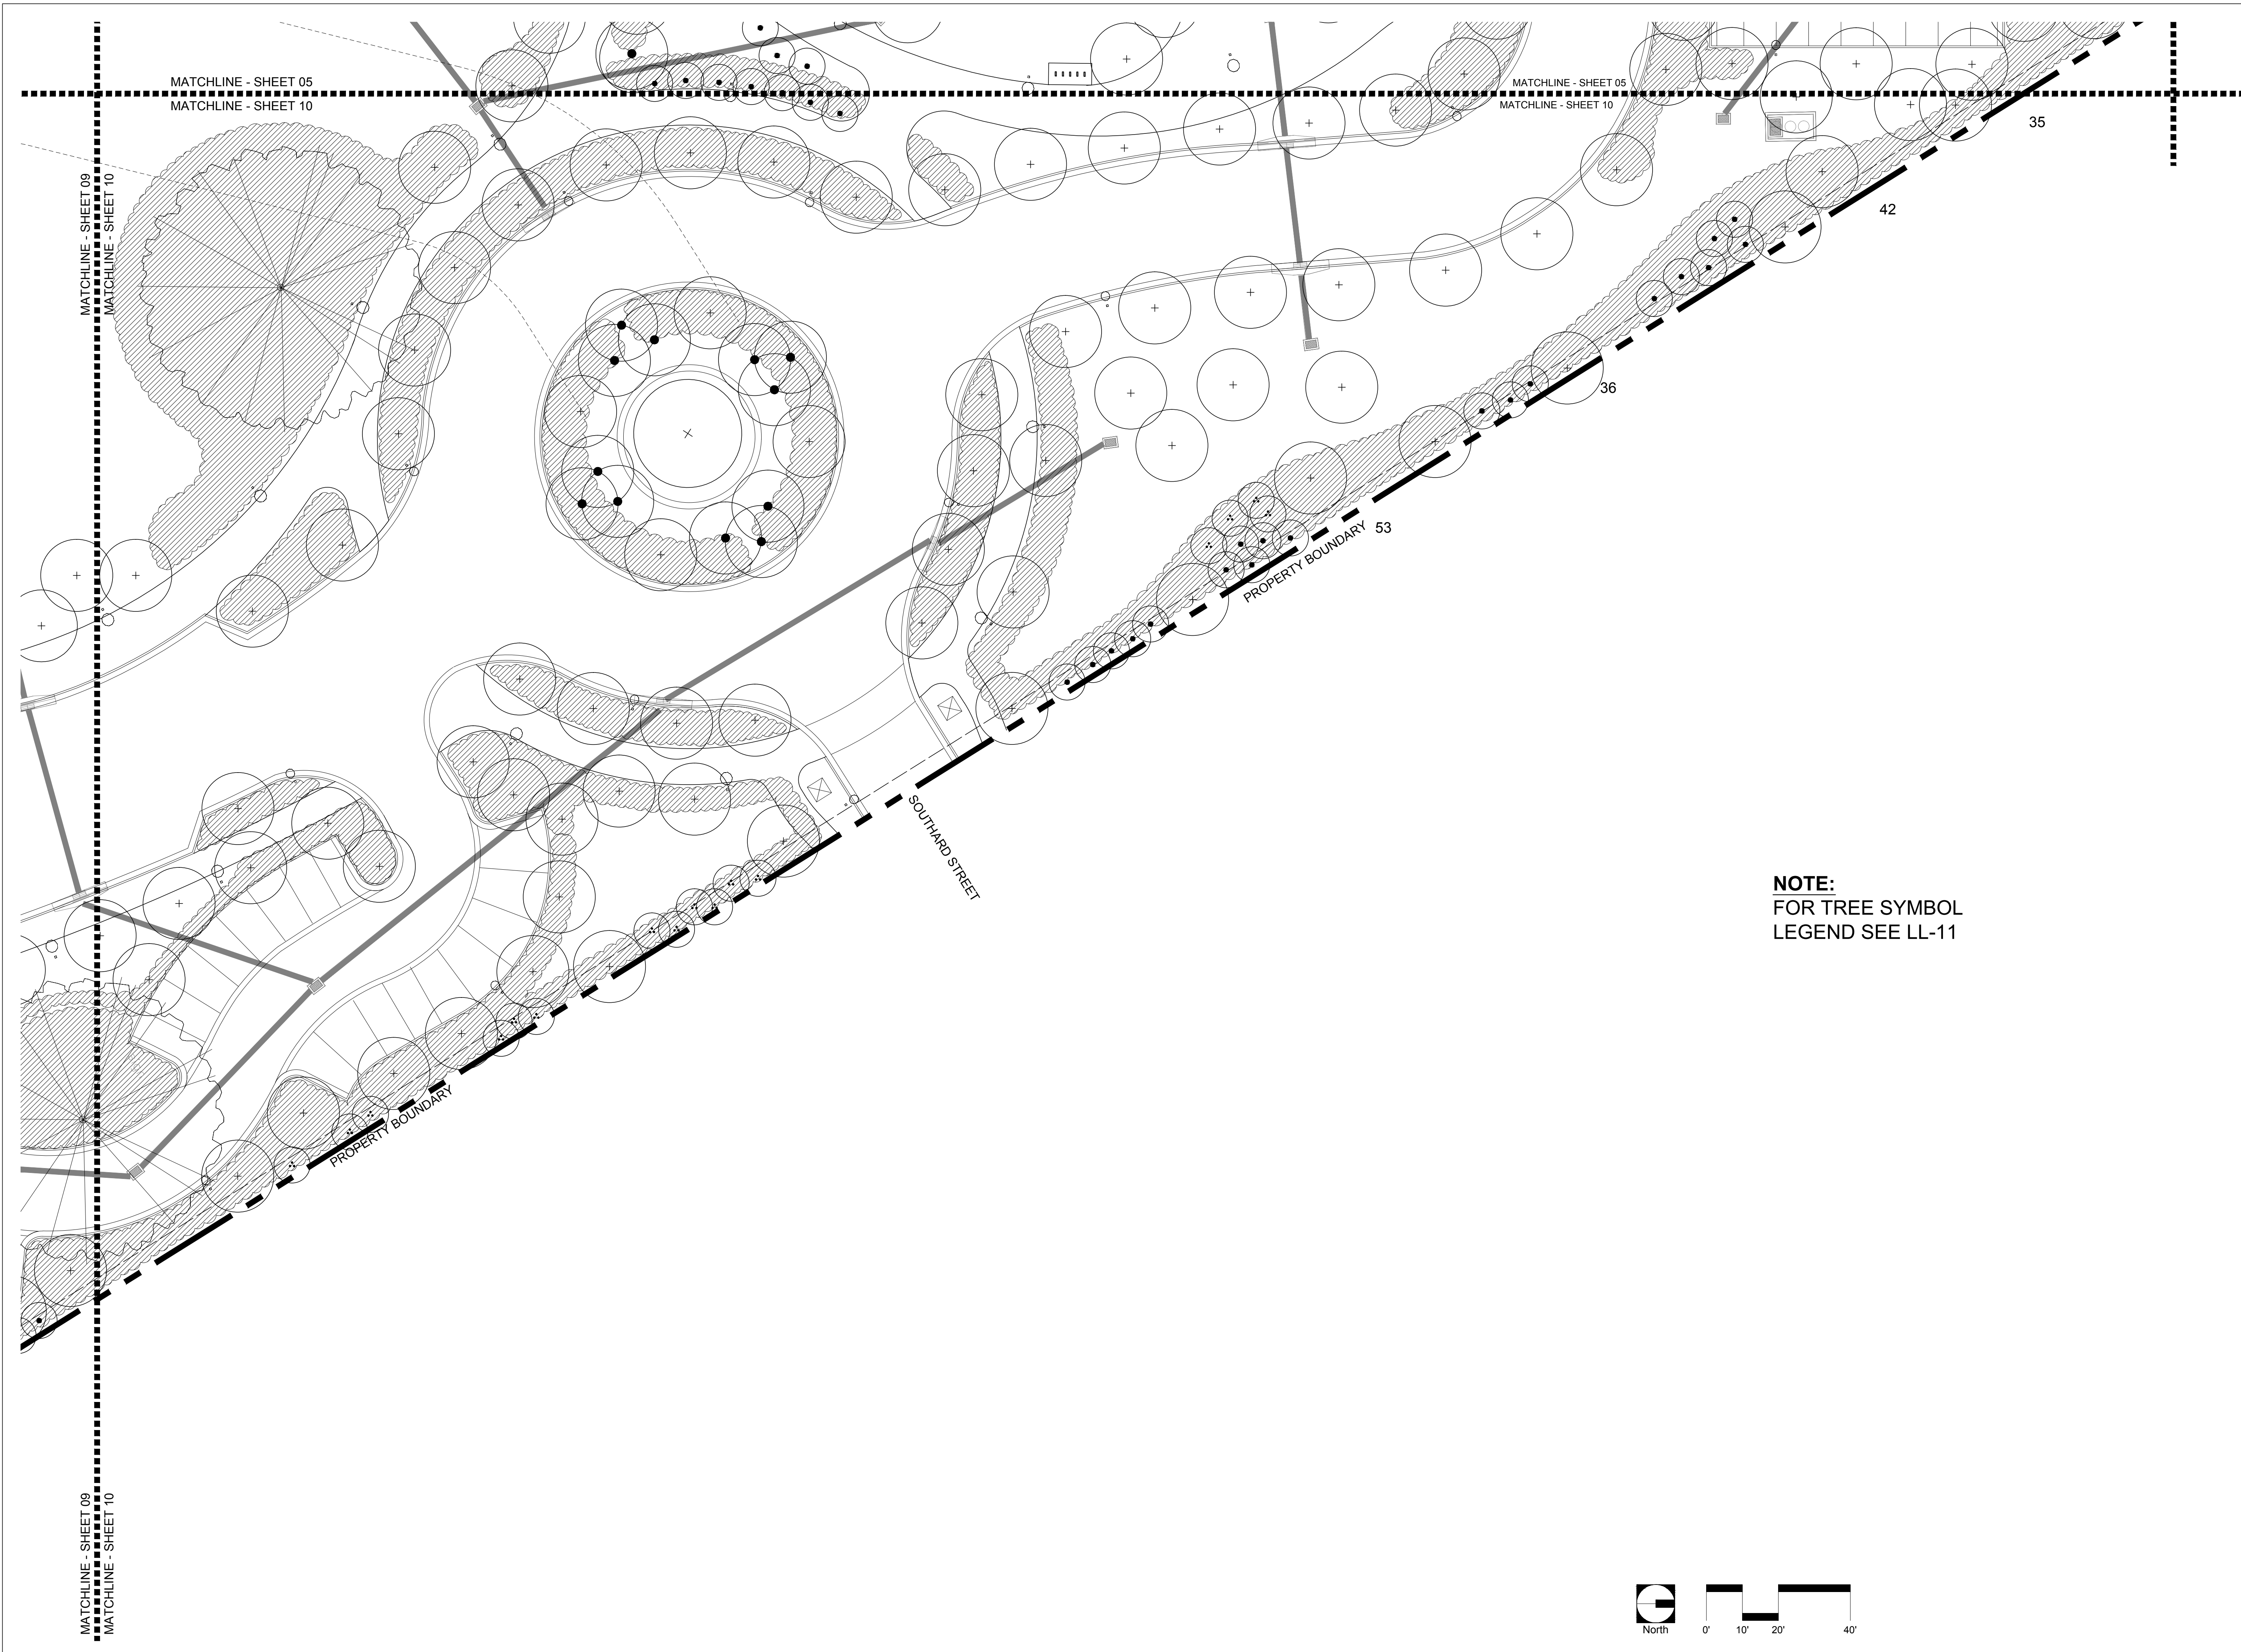 MATCHLINE - SHEET 05
MATCHLINE - SHEET 10
MATCHLINE - SHEET 05
MATCHLINE - SHEET 10
35
MATCHLINE - SHEET 09
MATCHLINE - SHEET 10
42
36
53
PROPERTY BOUNDARY
SOUTHARD STREET
NOTE:
FOR TREE SYMBOL
LEGEND SEE LL-11
PROPERTY BOUNDARY
MATCHLINE - SHEET 09
MATCHLINE - SHEET 10
North
0' 10' 20' 40'